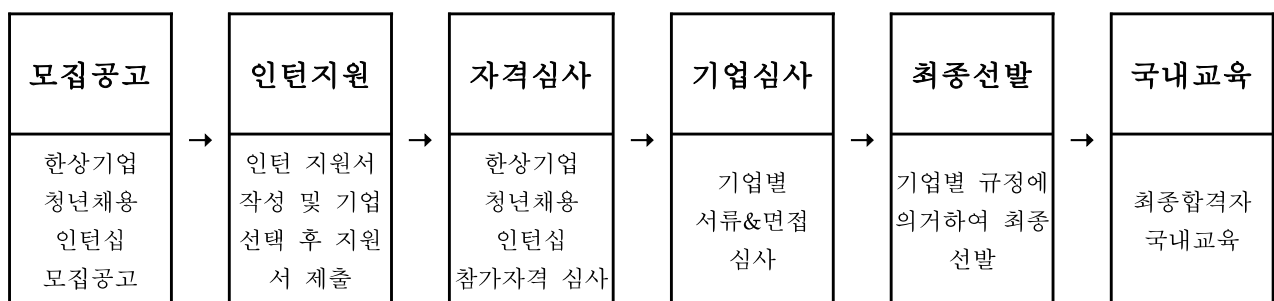 모집공고
한상기업
청년채용
인턴십
모집공고
→
인턴지원
인턴 지원서
작성 및 기업
선택 후 지원
서 제출
→
자격심사
한상기업
청년채용
인턴십
참가자격 심사
→
기업심사
기업별
서류&면접
심사
→
최종선발
기업별 규정에
의거하여 최종
선발
→
국내교육
최종합격자
국내교육